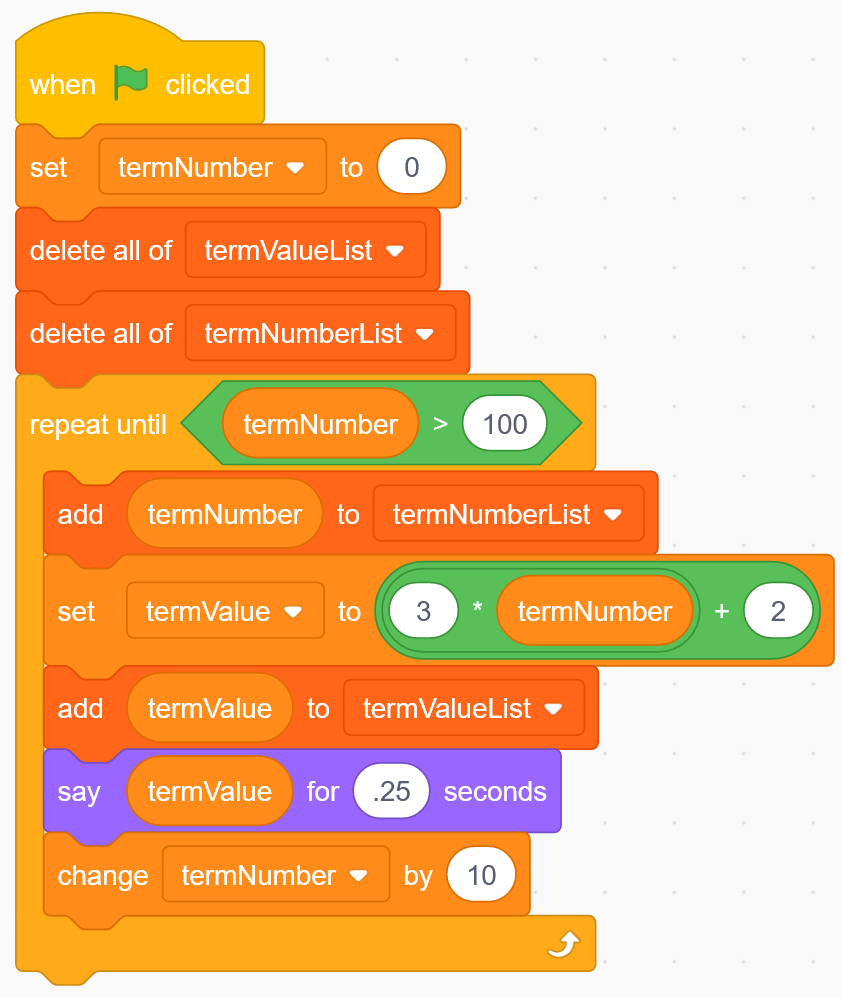 when clicked
set termNumber to 0
delete all of termValueList
delete all of termNumberList
repeat until termNumber > 100
add termNumber to termNumberList
set termValue to 3 * termNumber + 2
add termValue to termValueList
say termValue for .25 seconds
change termNumber by 10